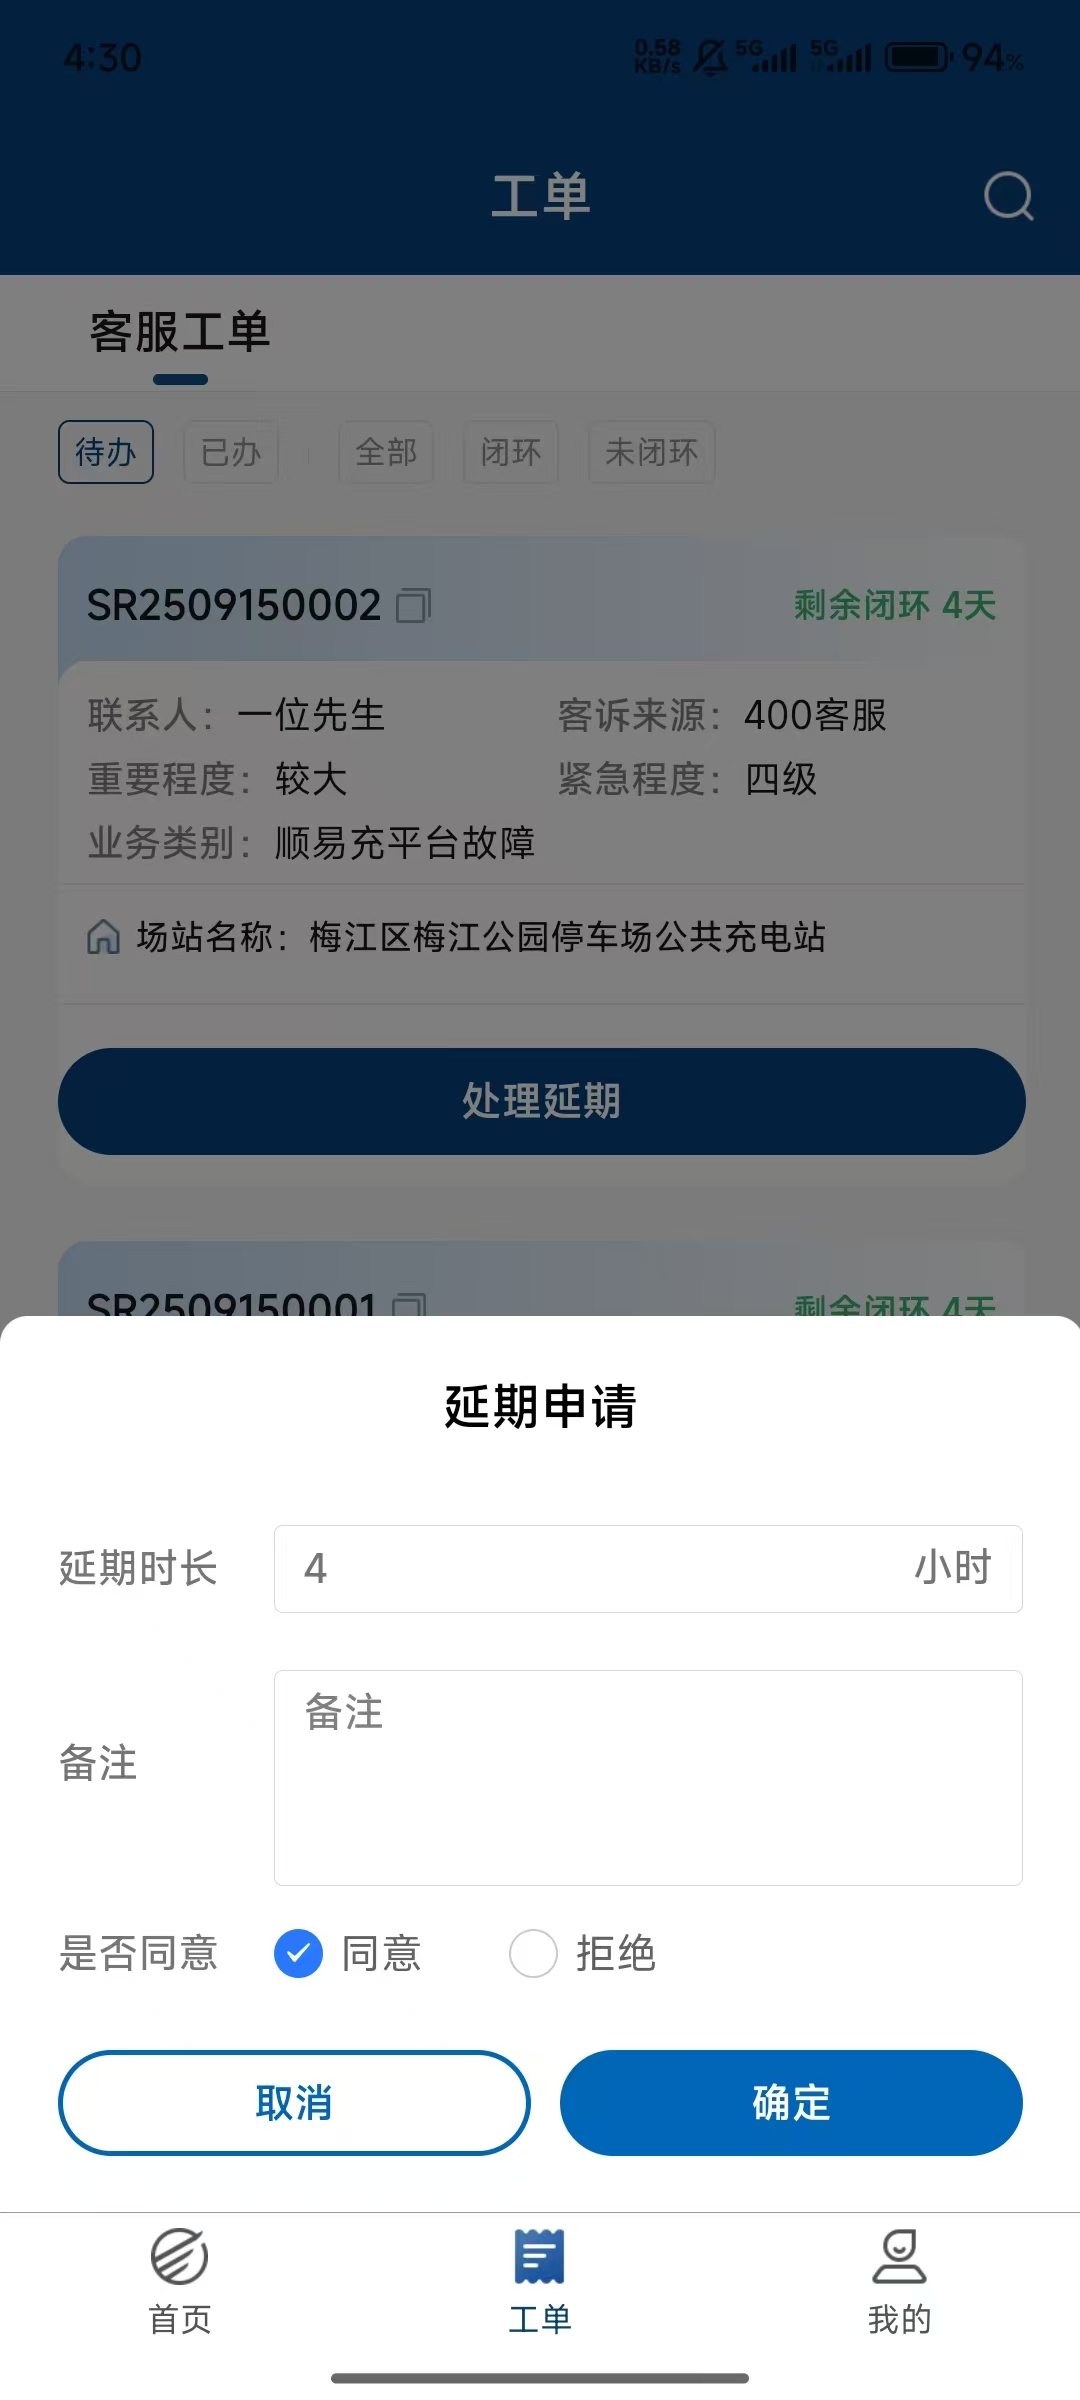 4:30
0.58 KB/s 5G 5G 94%
工单
客服工单
待办 已办 全部 闭环 未闭环
SR2509150002 剩余闭环 4天
联系人：一位先生 客诉来源：400客服
重要程度：较大 紧急程度：四级
业务类别：顺易充平台故障
场站名称：梅江区梅江公园停车场公共充电站
处理延期
SR2509150001 剩余闭环 4天
延期申请
延期时长 4 小时
备注 备注
是否同意 同意 拒绝
取消 确定
首页 工单 我的